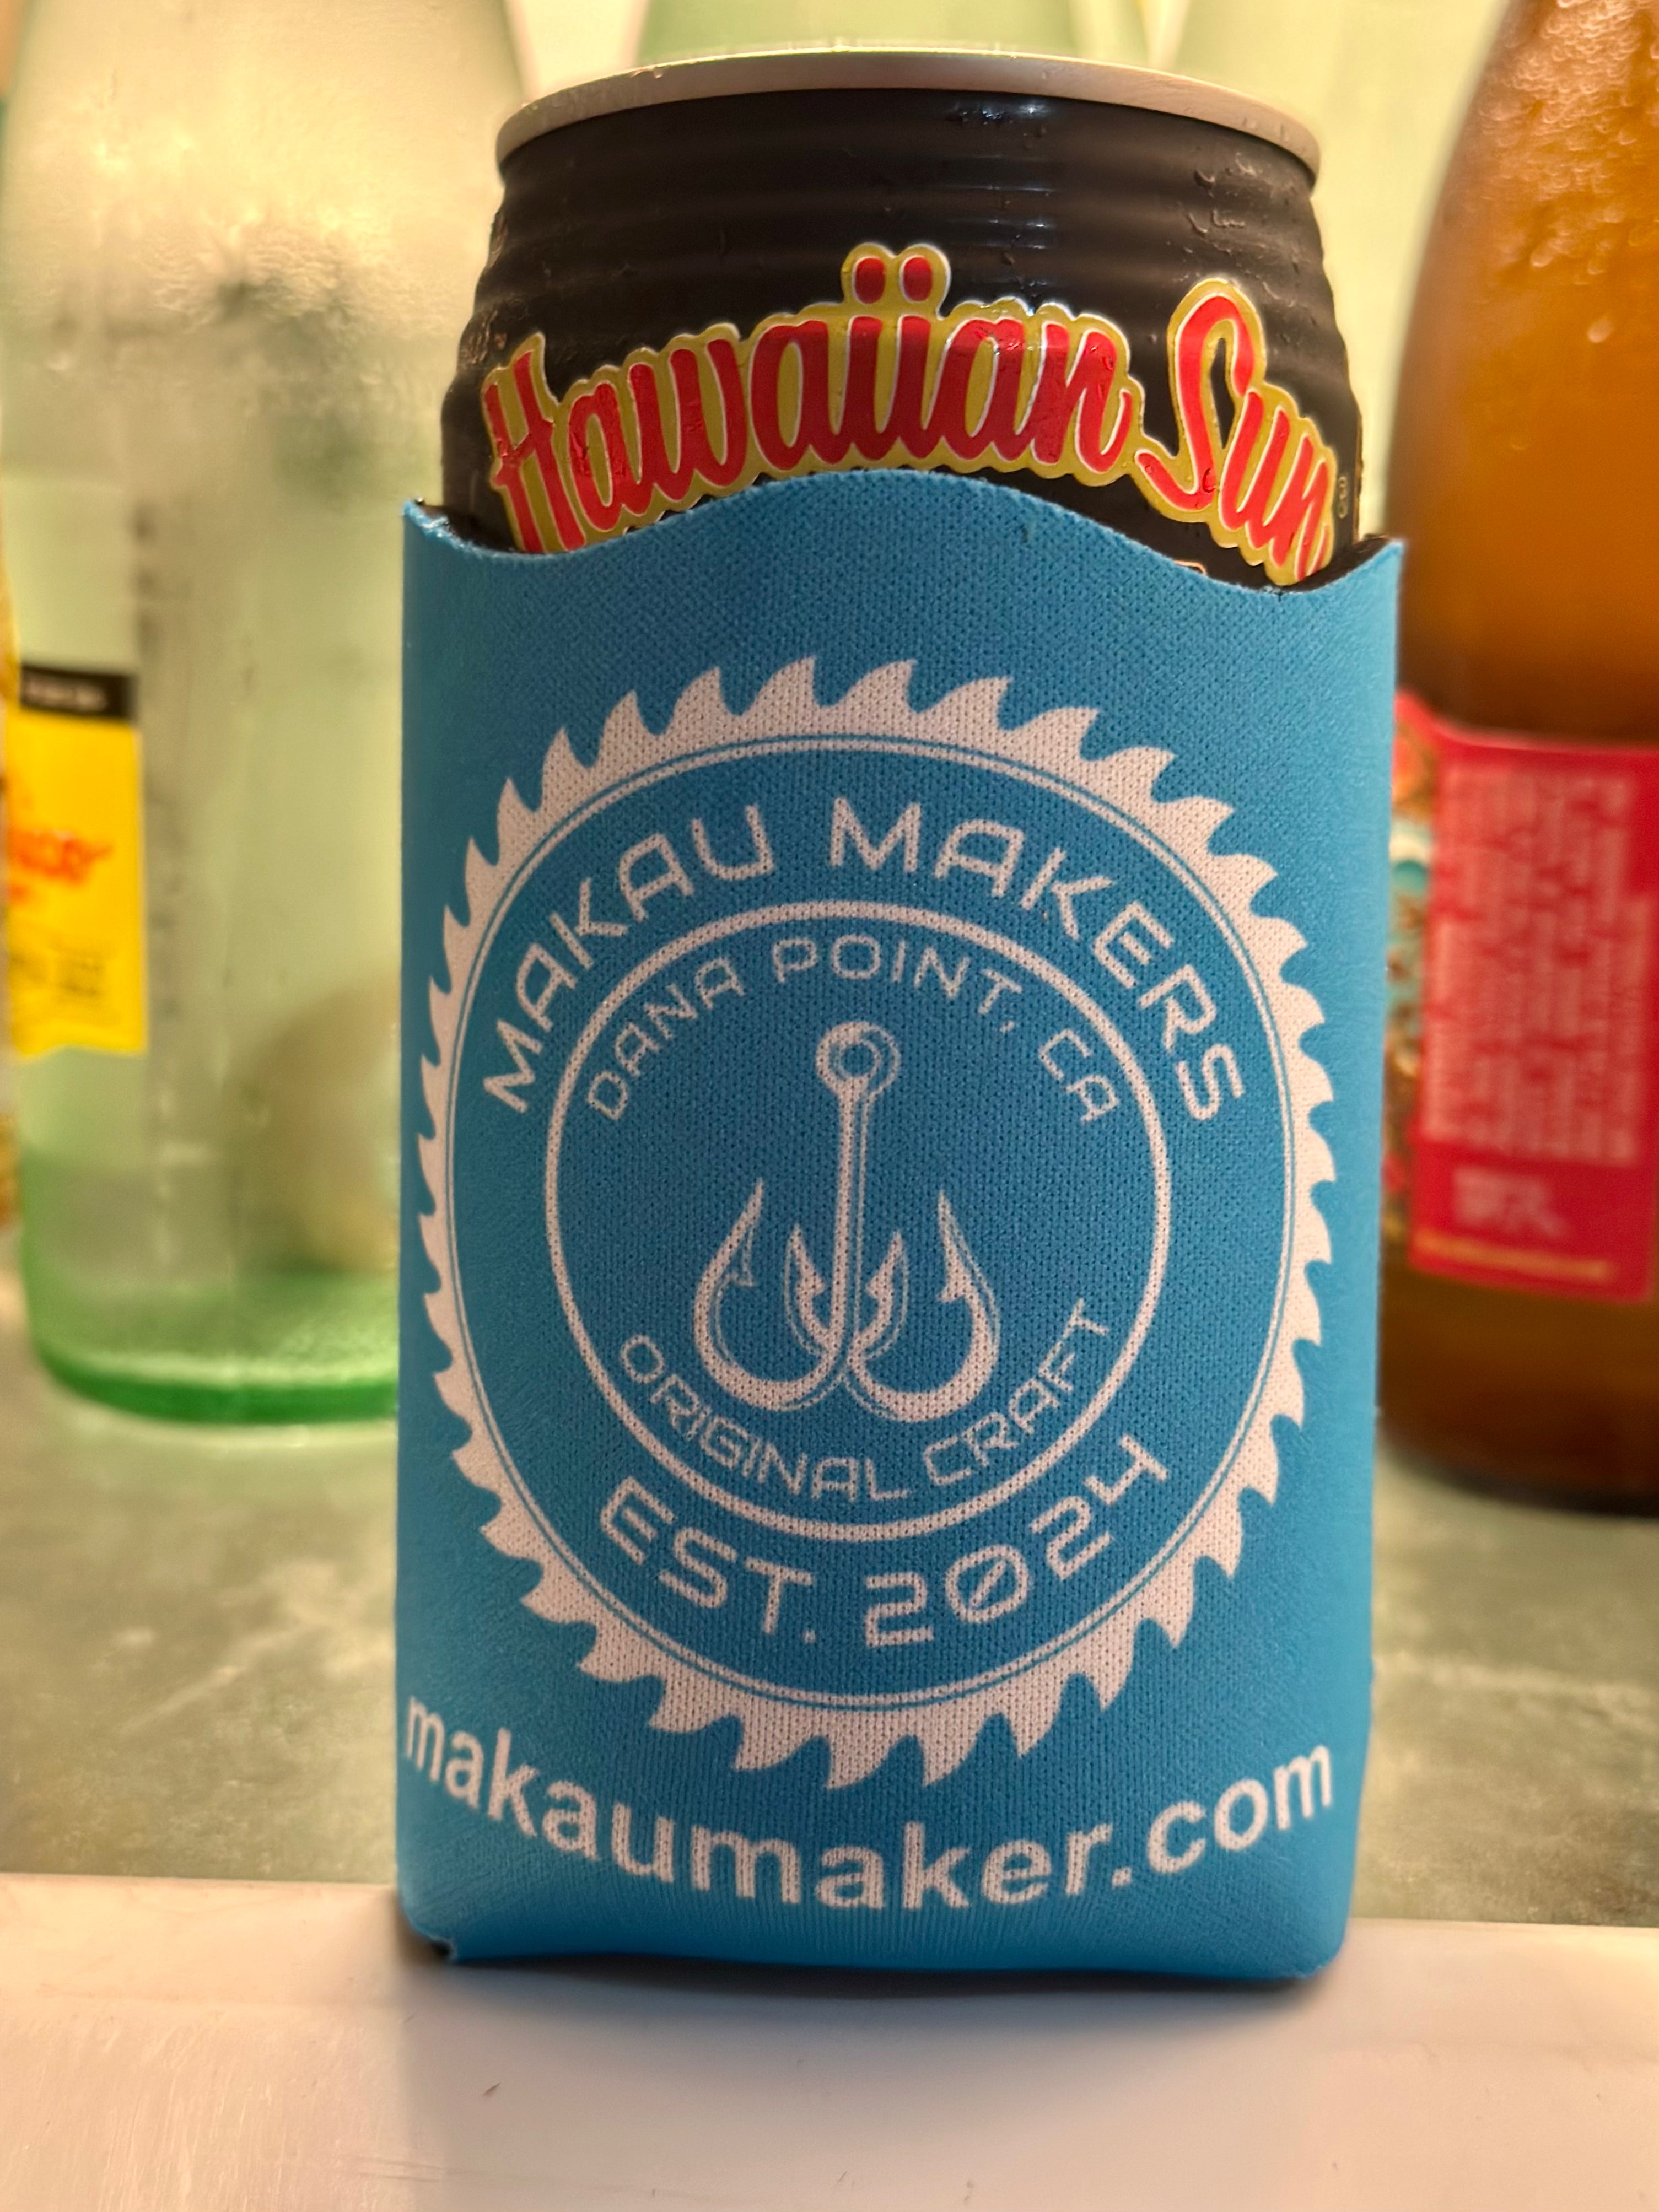 Hawaiian Sun
MAKAU MAKERS
DANA POINT, CA
ORIGINAL CRAFT
EST. 2024
makaumaker.com